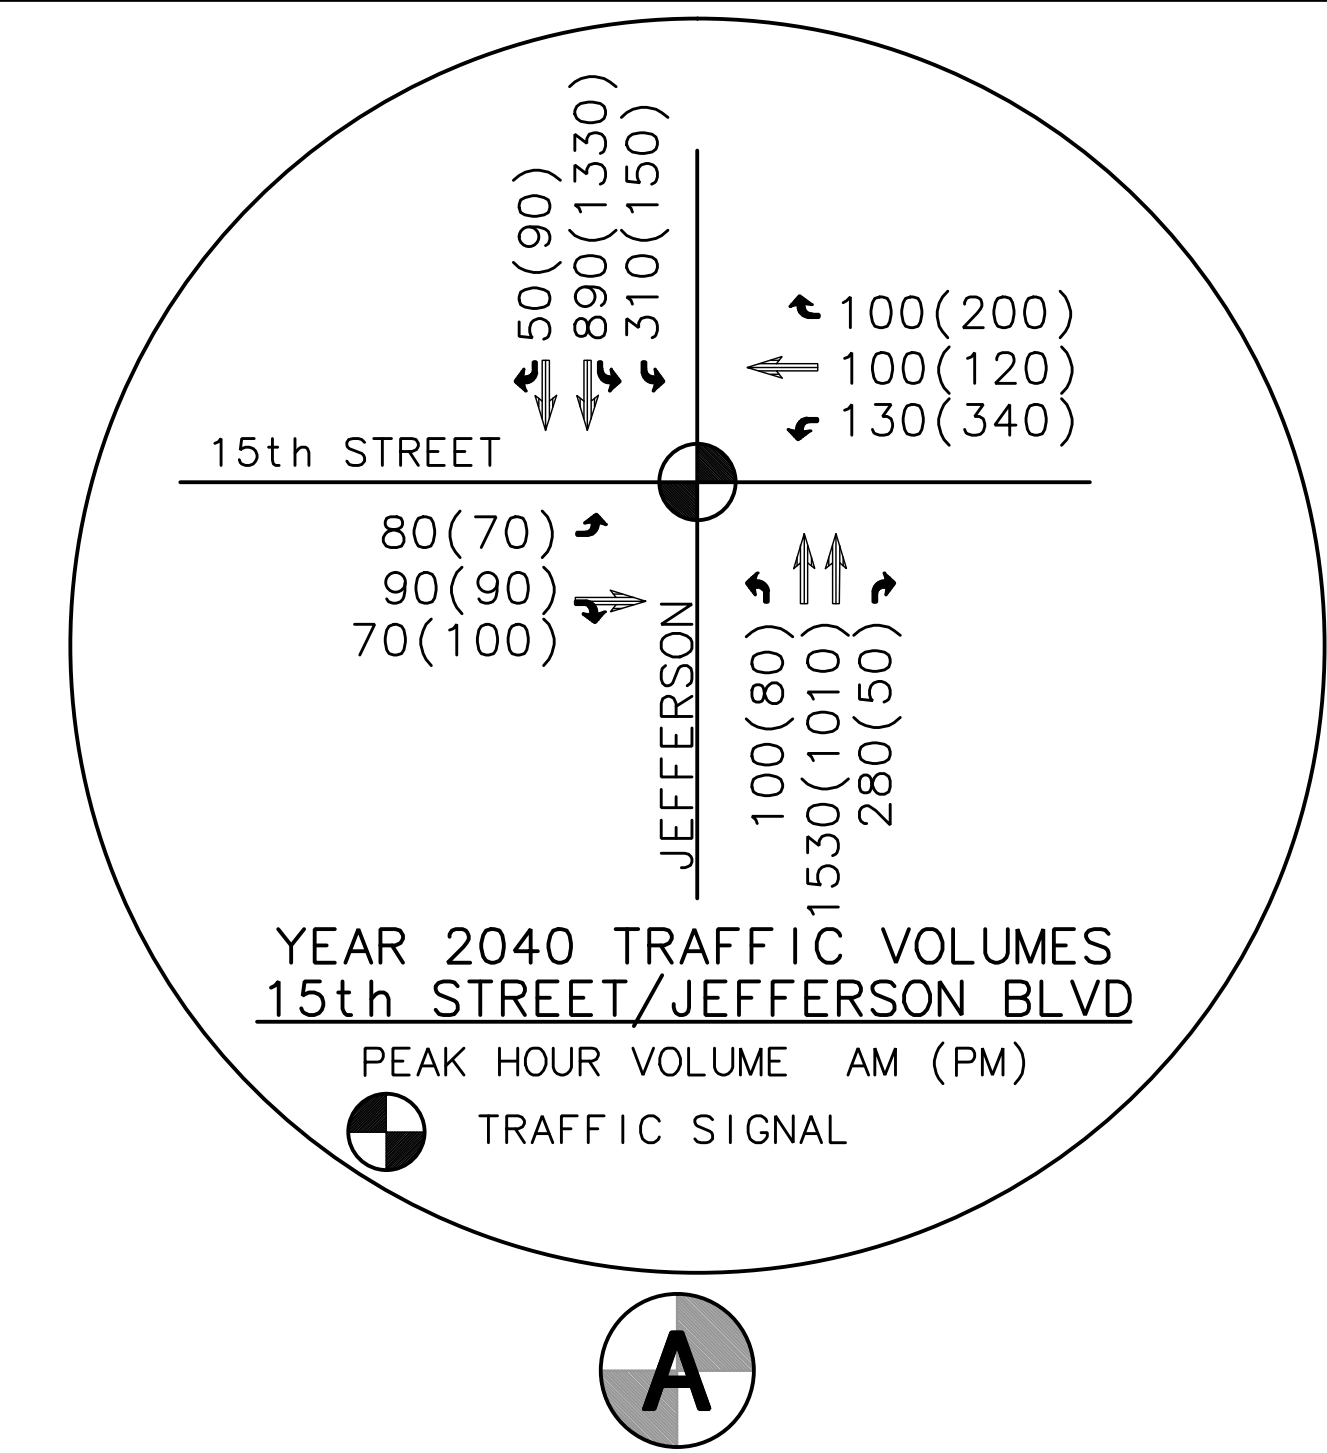 50(90)
890(1330)
310(150)
100(200)
100(120)
130(340)
15th STREET
80(70)
90(90)
70(100)
JEFFERSON
100(80)
1530(1010)
280(50)
YEAR 2040 TRAFFIC VOLUMES
15th STREET/JEFFERSON BLVD
PEAK HOUR VOLUME AM (PM)
TRAFFIC SIGNAL
A